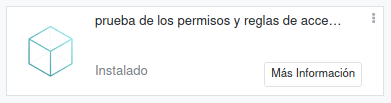 prueba de los permisos y reglas de acce...
Instalado
Más Información